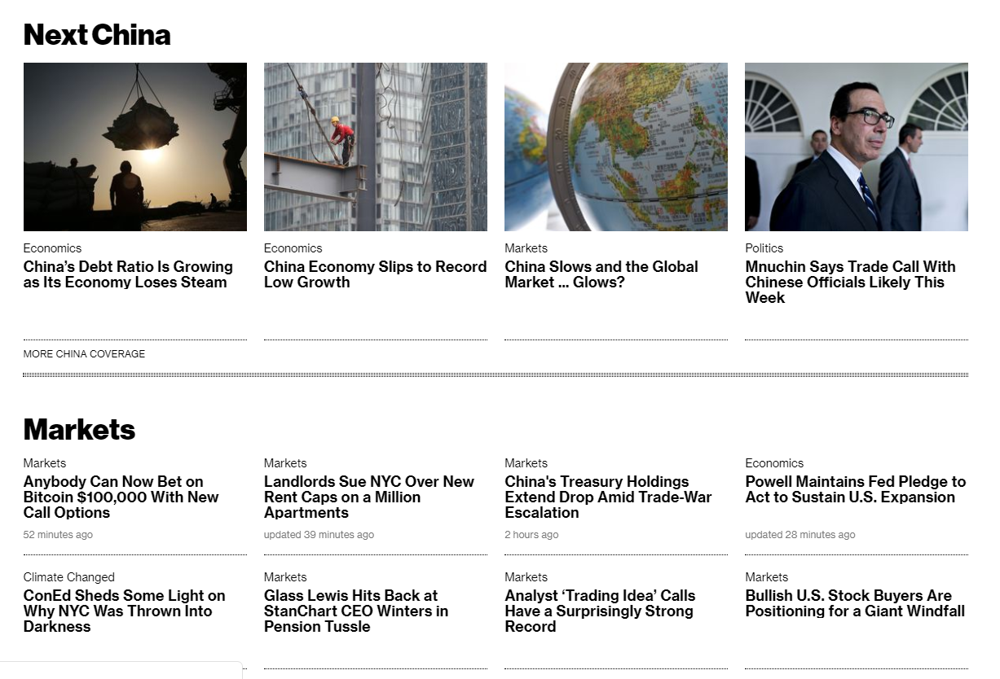 Next China
Economics
China's Debt Ratio Is Growing
as Its Economy Loses Steam
Economics
China Economy Slips to Record
Low Growth
Markets
China Slows and the Global
Market ... Glows?
Politics
Mnuchin Says Trade Call With
Chinese Officials Likely This
Week
MORE CHINA COVERAGE
Markets
Markets
Anybody Can Now Bet on
Bitcoin $100,000 With New
Call Options
52 minutes ago
Markets
Landlords Sue NYC Over New
Rent Caps on a Million
Apartments
updated 39 minutes ago
Markets
China's Treasury Holdings
Extend Drop Amid Trade-War
Escalation
2 hours ago
Economics
Powell Maintains Fed Pledge to
Act to Sustain U.S. Expansion
updated 28 minutes ago
Climate Changed
ConEd Sheds Some Light on
Why NYC Was Thrown Into
Darkness
Markets
Glass Lewis Hits Back at
StanChart CEO Winters in
Pension Tussle
Markets
Analyst ‘Trading Idea’ Calls
Have a Surprisingly Strong
Record
Markets
Bullish U.S. Stock Buyers Are
Positioning for a Giant Windfall